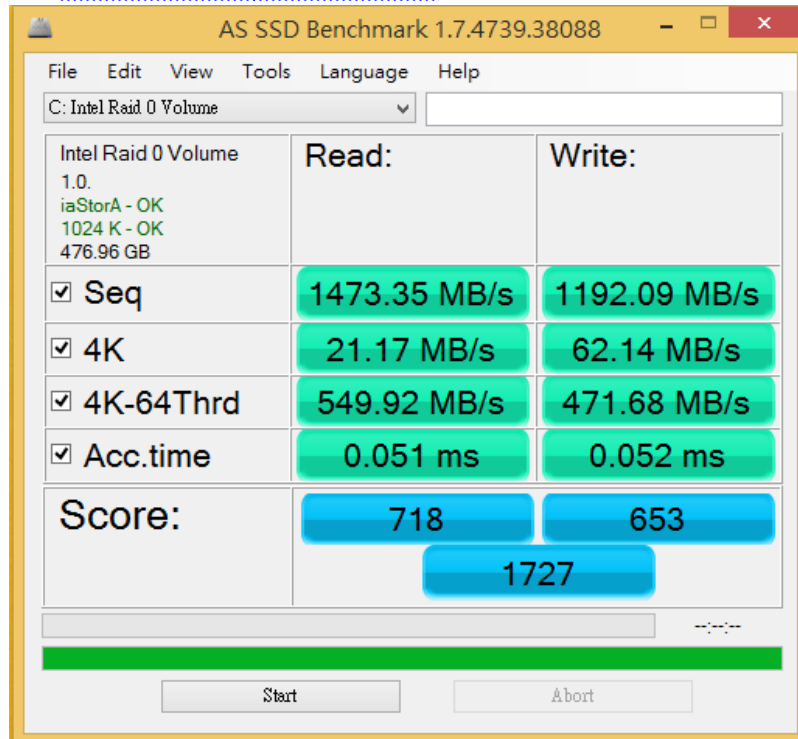 AS SSD Benchmark 1.7.4739.38088
File Edit View Tools Language Help
C: Intel Raid 0 Volume
Intel Raid 0 Volume
1.0.
iaStorA - OK
1024 K - OK
476.96 GB
Read: Write:
Seq 1473.35 MB/s 1192.09 MB/s
4K 21.17 MB/s 62.14 MB/s
4K-64Thrd 549.92 MB/s 471.68 MB/s
Acc.time 0.051 ms 0.052 ms
Score: 718 653
1727
--:--:--
Start Abort